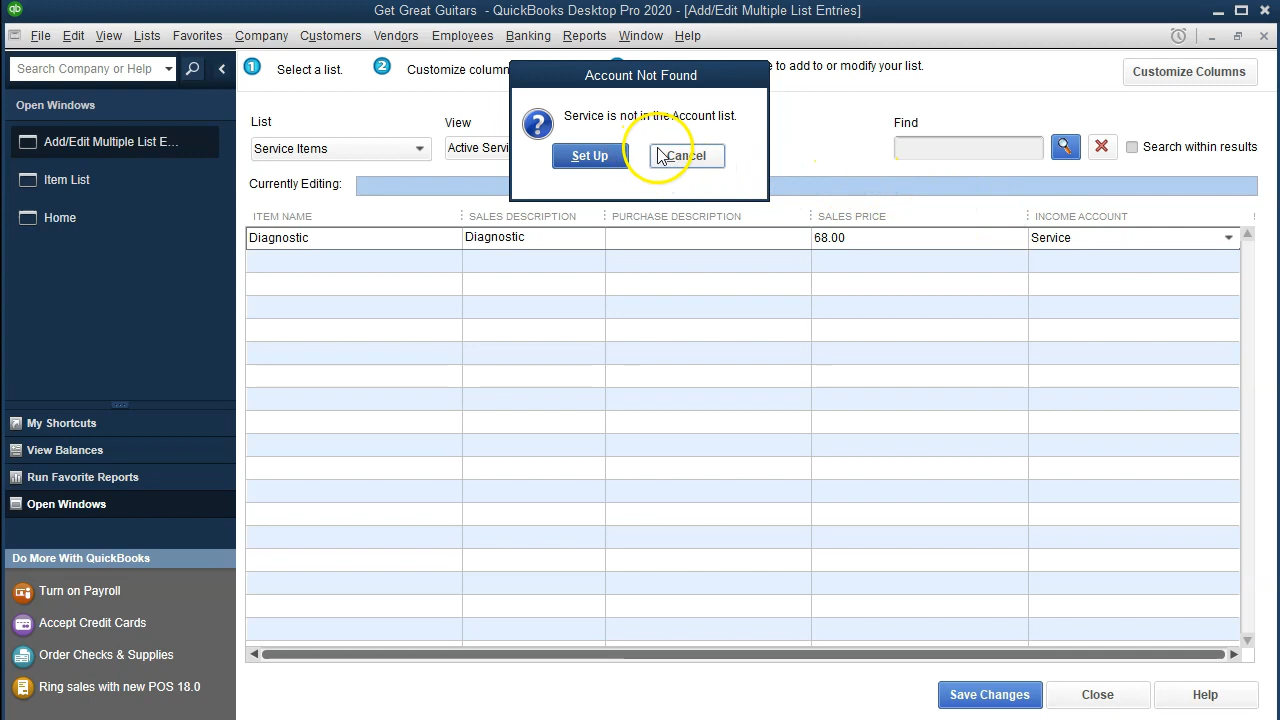 qb
Get Great Guitars - QuickBooks Desktop Pro 2020 - [Add/Edit Multiple List Entries]
File Edit View Lists Favorites Company Customers Vendors Employees Banking Reports Window Help
Search Company or Help
Open Windows
Add/Edit Multiple List E...
Item List
Home
My Shortcuts
View Balances
Run Favorite Reports
Open Windows
Do More With QuickBooks
Turn on Payroll
Accept Credit Cards
Order Checks & Supplies
Ring sales with new POS 18.0
1 Select a list. 2 Customize column
e to add to or modify your list.
Customize Columns
Account Not Found
Service is not in the Account list.
Set Up Cancel
List View Find
Service Items Active Servi Search within results
Currently Editing:
ITEM NAME SALES DESCRIPTION PURCHASE DESCRIPTION SALES PRICE INCOME ACCOUNT
Diagnostic Diagnostic 68.00 Service
Save Changes Close Help